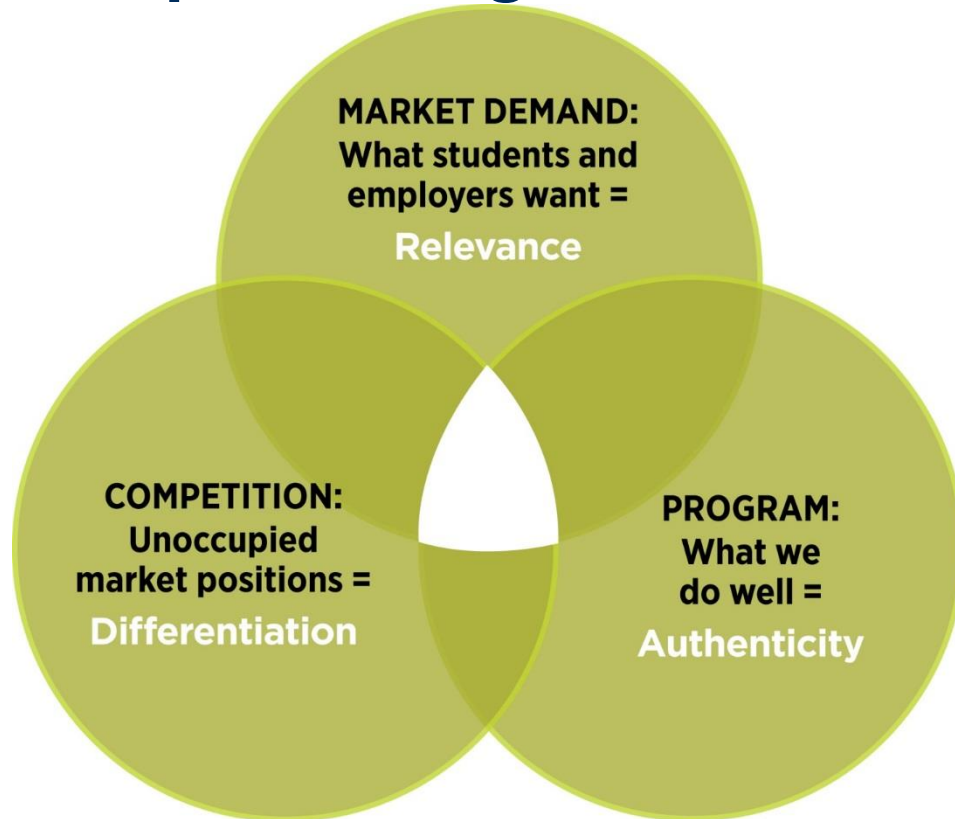 MARKET DEMAND:
What students and
employers want =
Relevance
COMPETITION:
Unoccupied
market positions =
Differentiation
PROGRAM:
What we
do well =
Authenticity